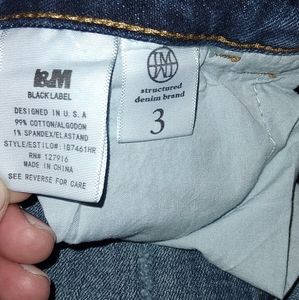 I&M
BLACK LABEL
DESIGNED IN U.S.A
99% COTTON/ALGODON
1% SPANDEX/ELASTAND
STYLE/ESTILO#: IB7461HR
RN# 127916
MADE IN CHINA
SEE REVERSE FOR CARE
structured
denim brand
3